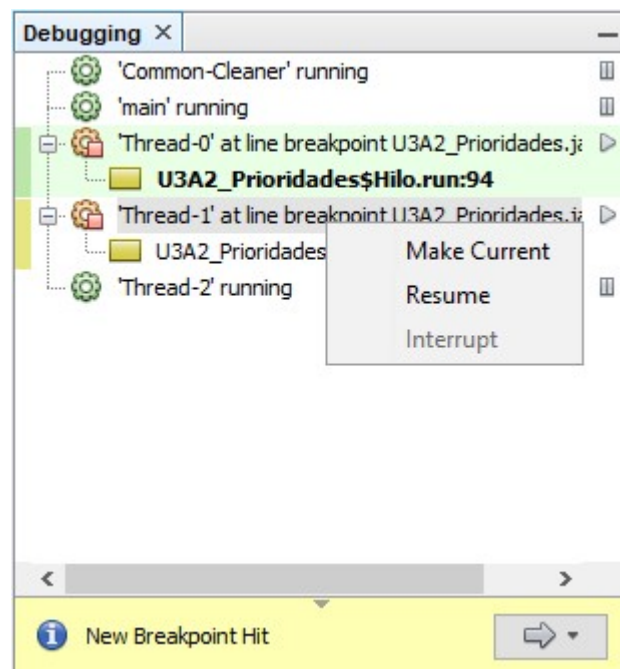 Debugging
'Common-Cleaner' running
'main' running
'Thread-0' at line breakpoint U3A2_Prioridades.ja
U3A2_Prioridades$Hilo.run:94
'Thread-1' at line breakpoint U3A2_Prioridades.ja
U3A2_Prioridades
Make Current
'Thread-2' running
Resume
Interrupt
New Breakpoint Hit